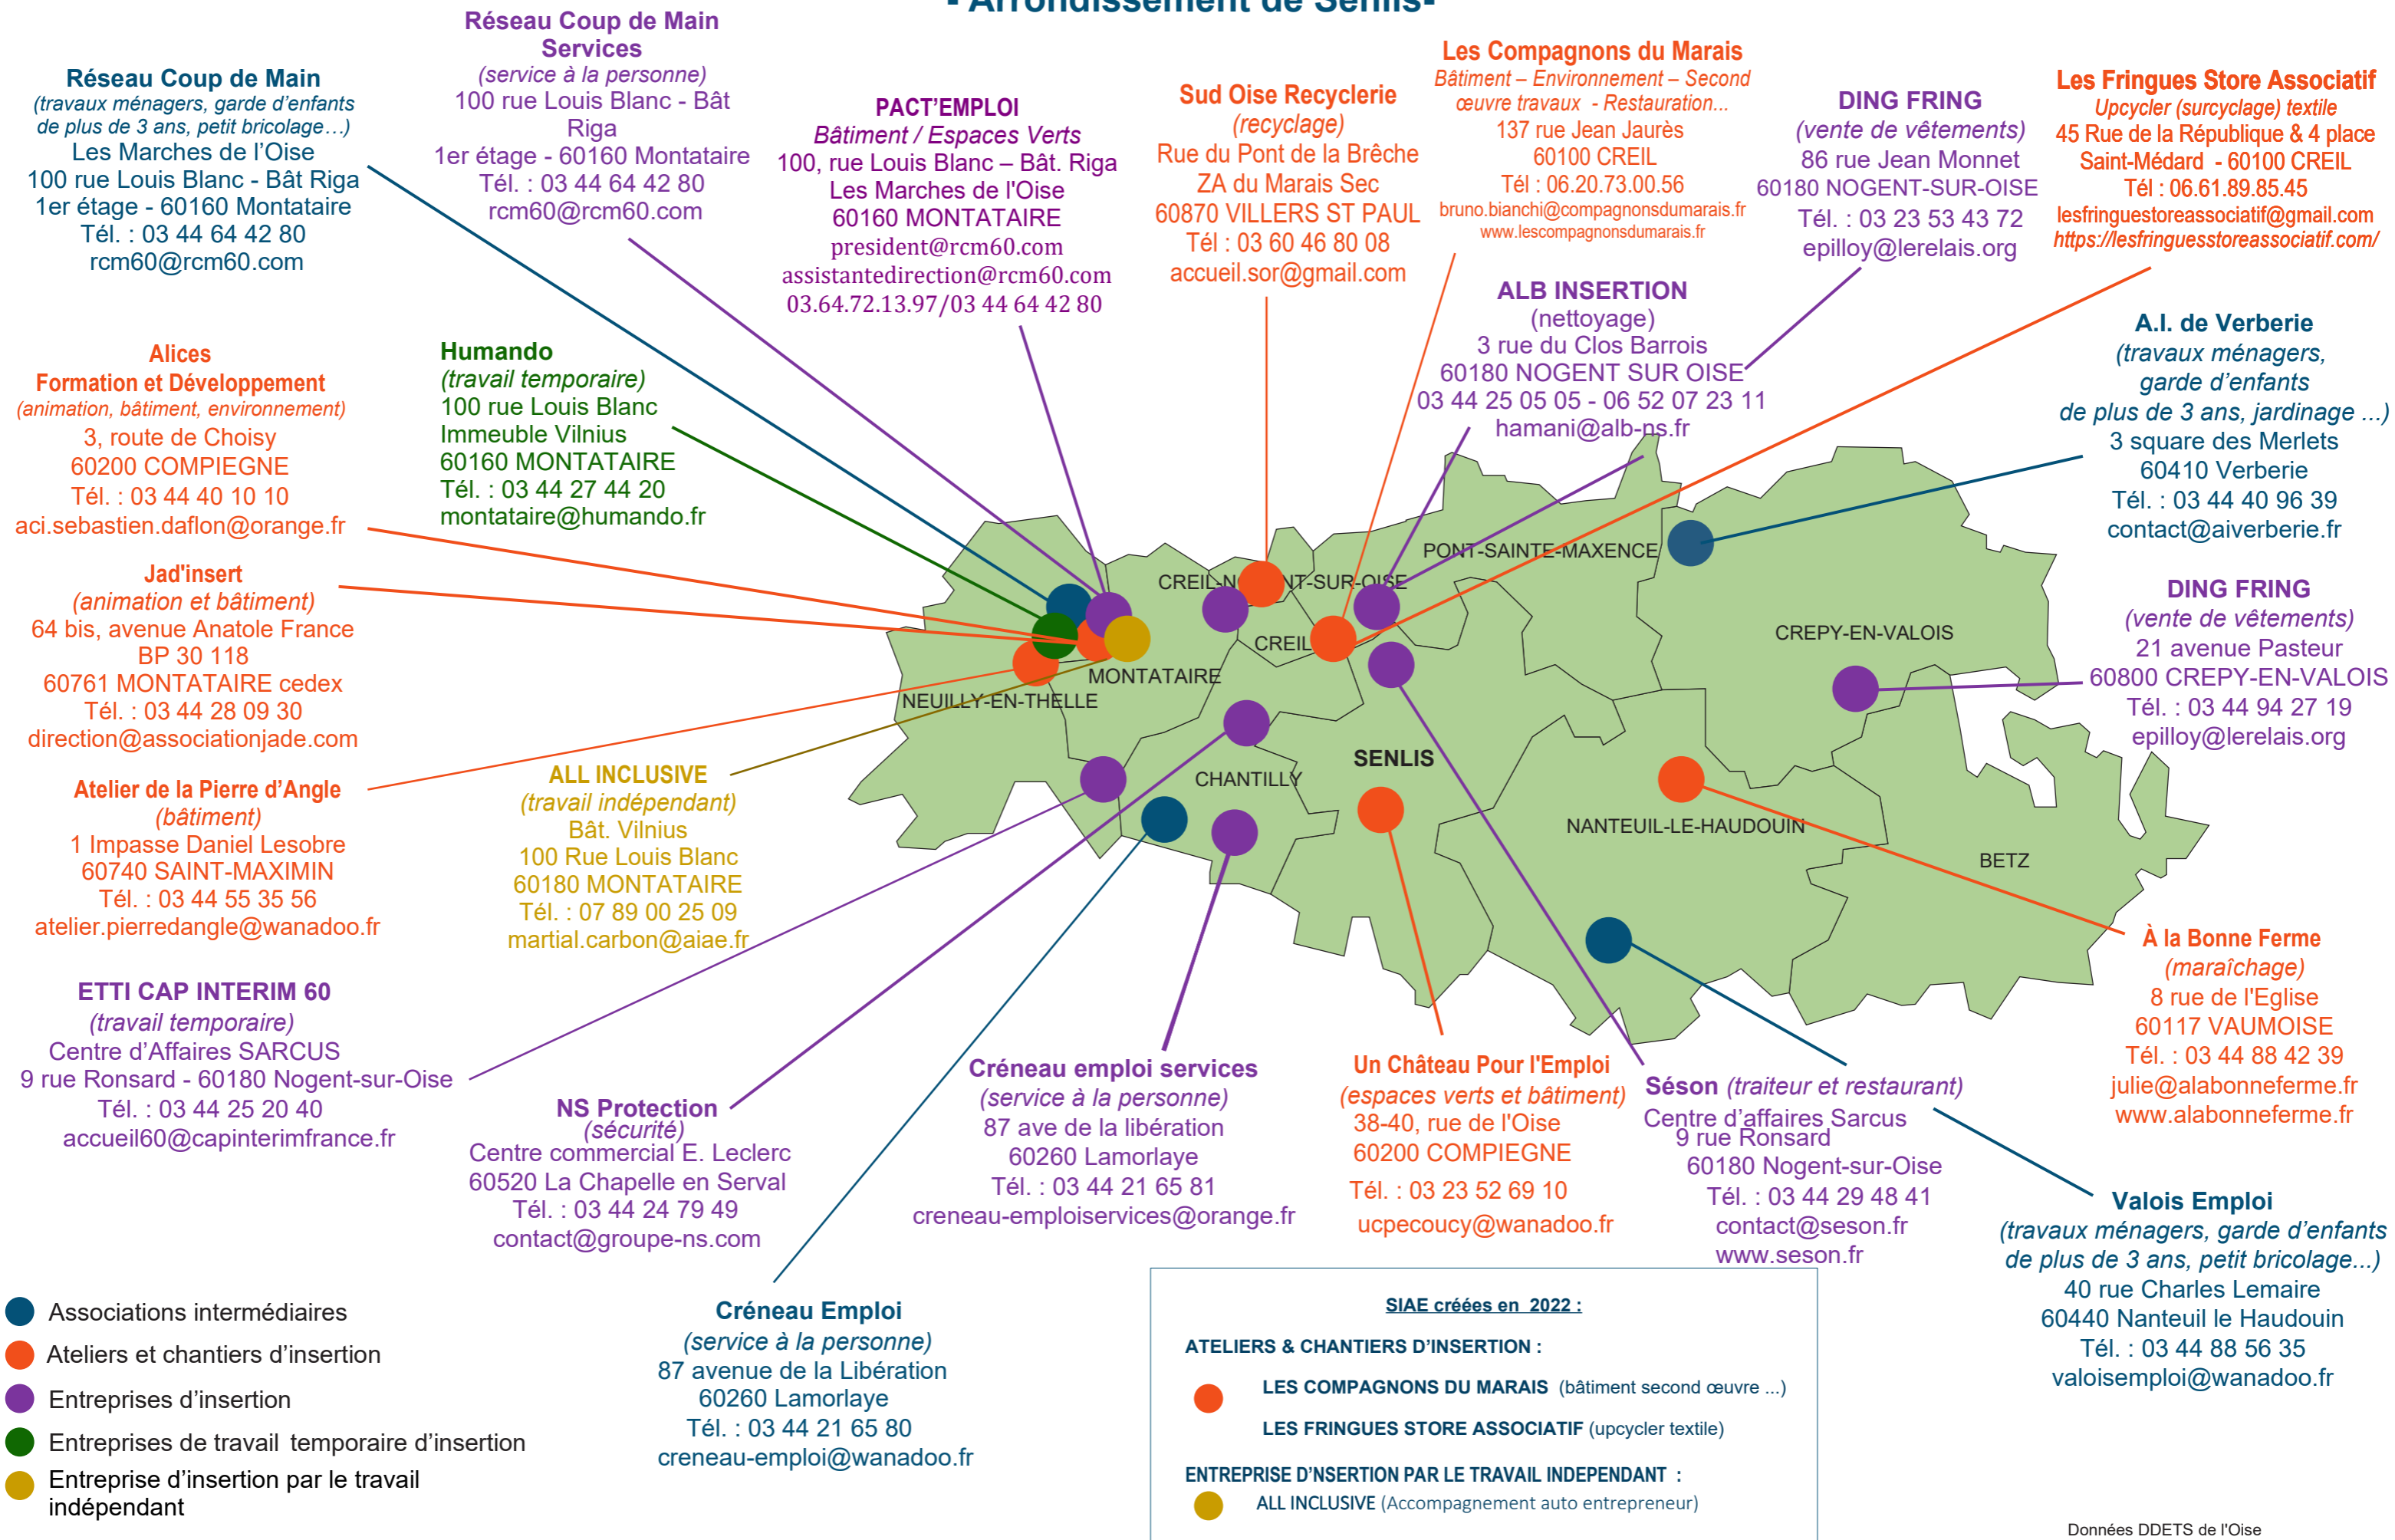 - Arrondissement de Senlis-
Réseau Coup de Main
(travaux ménagers, garde d'enfants
de plus de 3 ans, petit bricolage…)
Les Marches de l'Oise
100 rue Louis Blanc - Bât Riga
1er étage - 60160 Montataire
Tél. : 03 44 64 42 80
rcm60@rcm60.com
Réseau Coup de Main
Services
(service à la personne)
100 rue Louis Blanc - Bât
Riga
1er étage - 60160 Montataire
Tél. : 03 44 64 42 80
rcm60@rcm60.com
PACT'EMPLOI
Bâtiment / Espaces Verts
100, rue Louis Blanc – Bât. Riga
Les Marches de l'Oise
60160 MONTATAIRE
president@rcm60.com
assistantedirection@rcm60.com
03.64.72.13.97/03 44 64 42 80
Sud Oise Recyclerie
(recyclage)
Rue du Pont de la Brêche
ZA du Marais Sec
60870 VILLERS ST PAUL
Tél : 03 60 46 80 08
accueil.sor@gmail.com
Les Compagnons du Marais
Bâtiment – Environnement – Second
œuvre travaux - Restauration...
137 rue Jean Jaurès
60100 CREIL
Tél : 06.20.73.00.56
bruno.bianchi@compagnonsdumarais.fr
www.lescompagnonsdumarais.fr
DING FRING
(vente de vêtements)
86 rue Jean Monnet
60180 NOGENT-SUR-OISE
Tél. : 03 23 53 43 72
epilloy@lerelais.org
Les Fringues Store Associatif
Upcycler (surcyclage) textile
45 Rue de la République & 4 place
Saint-Médard - 60100 CREIL
Tél : 06.61.89.85.45
lesfringuestoreassociatif@gmail.com
https://lesfringuesstoreassociatif.com/
ALB INSERTION
(nettoyage)
3 rue du Clos Barrois
60180 NOGENT SUR OISE
03 44 25 05 05 - 06 52 07 23 11
hamani@alb-ns.fr
A.I. de Verberie
(travaux ménagers,
garde d'enfants
de plus de 3 ans, jardinage ...)
3 square des Merlets
60410 Verberie
Tél. : 03 44 40 96 39
contact@aiverberie.fr
Alices
Formation et Développement
(animation, bâtiment, environnement)
3, route de Choisy
60200 COMPIEGNE
Tél. : 03 44 40 10 10
aci.sebastien.daflon@orange.fr
Humando
(travail temporaire)
100 rue Louis Blanc
Immeuble Vilnius
60160 MONTATAIRE
Tél. : 03 44 27 44 20
montataire@humando.fr
Jad'insert
(animation et bâtiment)
64 bis, avenue Anatole France
BP 30 118
60761 MONTATAIRE cedex
Tél. : 03 44 28 09 30
direction@associationjade.com
DING FRING
(vente de vêtements)
21 avenue Pasteur
60800 CREPY-EN-VALOIS
Tél. : 03 44 94 27 19
epilloy@lerelais.org
PONT-SAINTE-MAXENCE
CREIL-N NT-SUR-OISE
CREIL
CREPY-EN-VALOIS
MONTATAIRE
NEUILLY-EN-THELLE
SENLIS
CHANTILLY
NANTEUIL-LE-HAUDOUIN
BETZ
Atelier de la Pierre d'Angle
(bâtiment)
1 Impasse Daniel Lesobre
60740 SAINT-MAXIMIN
Tél. : 03 44 55 35 56
atelier.pierredangle@wanadoo.fr
ALL INCLUSIVE
(travail indépendant)
Bât. Vilnius
100 Rue Louis Blanc
60180 MONTATAIRE
Tél. : 07 89 00 25 09
martial.carbon@aiae.fr
À la Bonne Ferme
(maraîchage)
8 rue de l'Eglise
60117 VAUMOISE
Tél. : 03 44 88 42 39
julie@alabonneferme.fr
www.alabonneferme.fr
ETTI CAP INTERIM 60
(travail temporaire)
Centre d'Affaires SARCUS
9 rue Ronsard - 60180 Nogent-sur-Oise
Tél. : 03 44 25 20 40
accueil60@capinterimfrance.fr
NS Protection
(sécurité)
Centre commercial E. Leclerc
60520 La Chapelle en Serval
Tél. : 03 44 24 79 49
contact@groupe-ns.com
Créneau emploi services
(service à la personne)
87 ave de la libération
60260 Lamorlaye
Tél. : 03 44 21 65 81
creneau-emploiservices@orange.fr
Un Château Pour l'Emploi
(espaces verts et bâtiment)
38-40, rue de l'Oise
60200 COMPIEGNE
Tél. : 03 23 52 69 10
ucpecoucy@wanadoo.fr
Séson (traiteur et restaurant)
Centre d'affaires Sarcus
9 rue Ronsard
60180 Nogent-sur-Oise
Tél. : 03 44 29 48 41
contact@seson.fr
www.seson.fr
Valois Emploi
(travaux ménagers, garde d'enfants
de plus de 3 ans, petit bricolage...)
40 rue Charles Lemaire
60440 Nanteuil le Haudouin
Tél. : 03 44 88 56 35
valoisemploi@wanadoo.fr
Créneau Emploi
(service à la personne)
87 avenue de la Libération
60260 Lamorlaye
Tél. : 03 44 21 65 80
creneau-emploi@wanadoo.fr
Associations intermédiaires
Ateliers et chantiers d'insertion
Entreprises d'insertion
Entreprises de travail temporaire d'insertion
Entreprise d'insertion par le travail
indépendant
SIAE créées en 2022 :
ATELIERS & CHANTIERS D'INSERTION :
LES COMPAGNONS DU MARAIS (bâtiment second œuvre ...)
LES FRINGUES STORE ASSOCIATIF (upcycler textile)
ENTREPRISE D'NSERTION PAR LE TRAVAIL INDEPENDANT :
ALL INCLUSIVE (Accompagnement auto entrepreneur)
Données DDETS de l'Oise